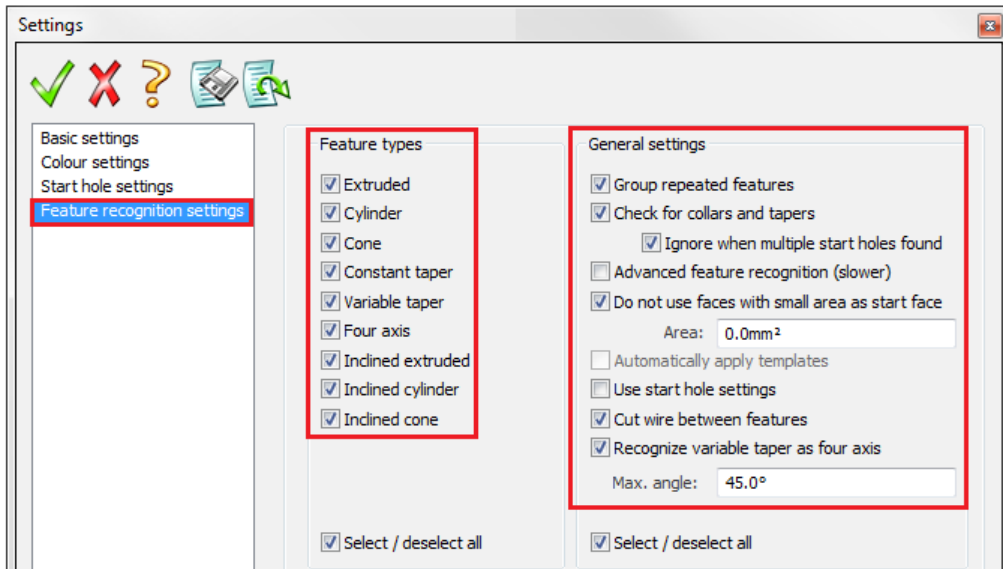 Settings
Basic settings
Colour settings
Start hole settings
Feature recognition settings
Feature types
Extruded
Cylinder
Cone
Constant taper
Variable taper
Four axis
Inclined extruded
Inclined cylinder
Inclined cone
Select / deselect all
General settings
Group repeated features
Check for collars and tapers
Ignore when multiple start holes found
Advanced feature recognition (slower)
Do not use faces with small area as start face
Area: 0.0mm²
Automatically apply templates
Use start hole settings
Cut wire between features
Recognize variable taper as four axis
Max. angle: 45.0°
Select / deselect all